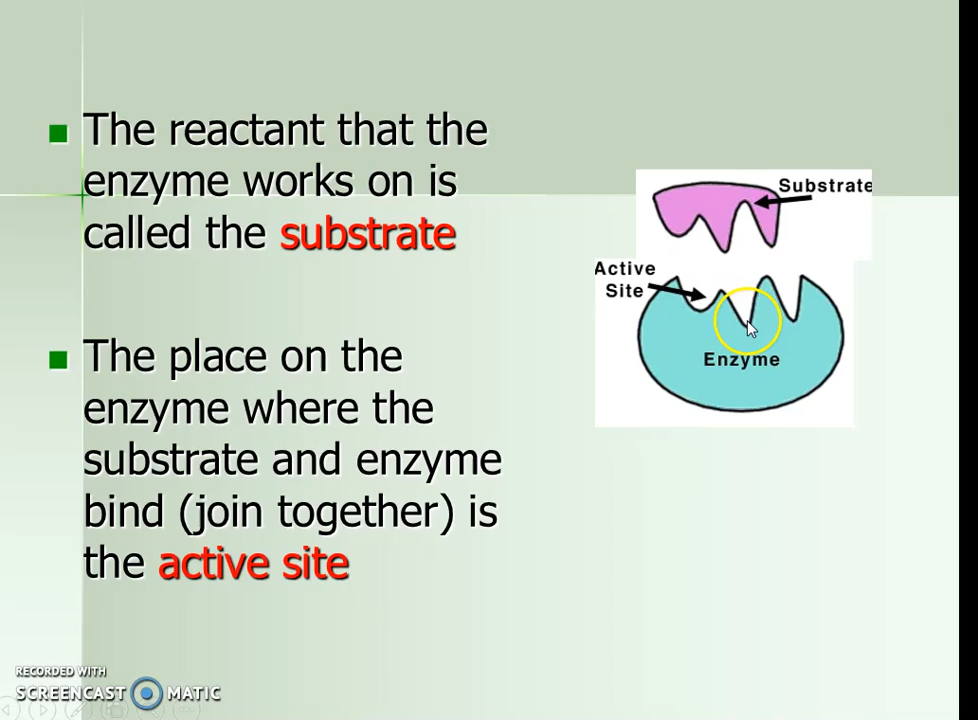 The reactant that the
enzyme works on is
called the substrate
The place on the
enzyme where the
substrate and enzyme
bind (join together) is
the active site
Substrate
Active
Site
Enzyme
RECORDED WITH
SCREENCAST MATIC